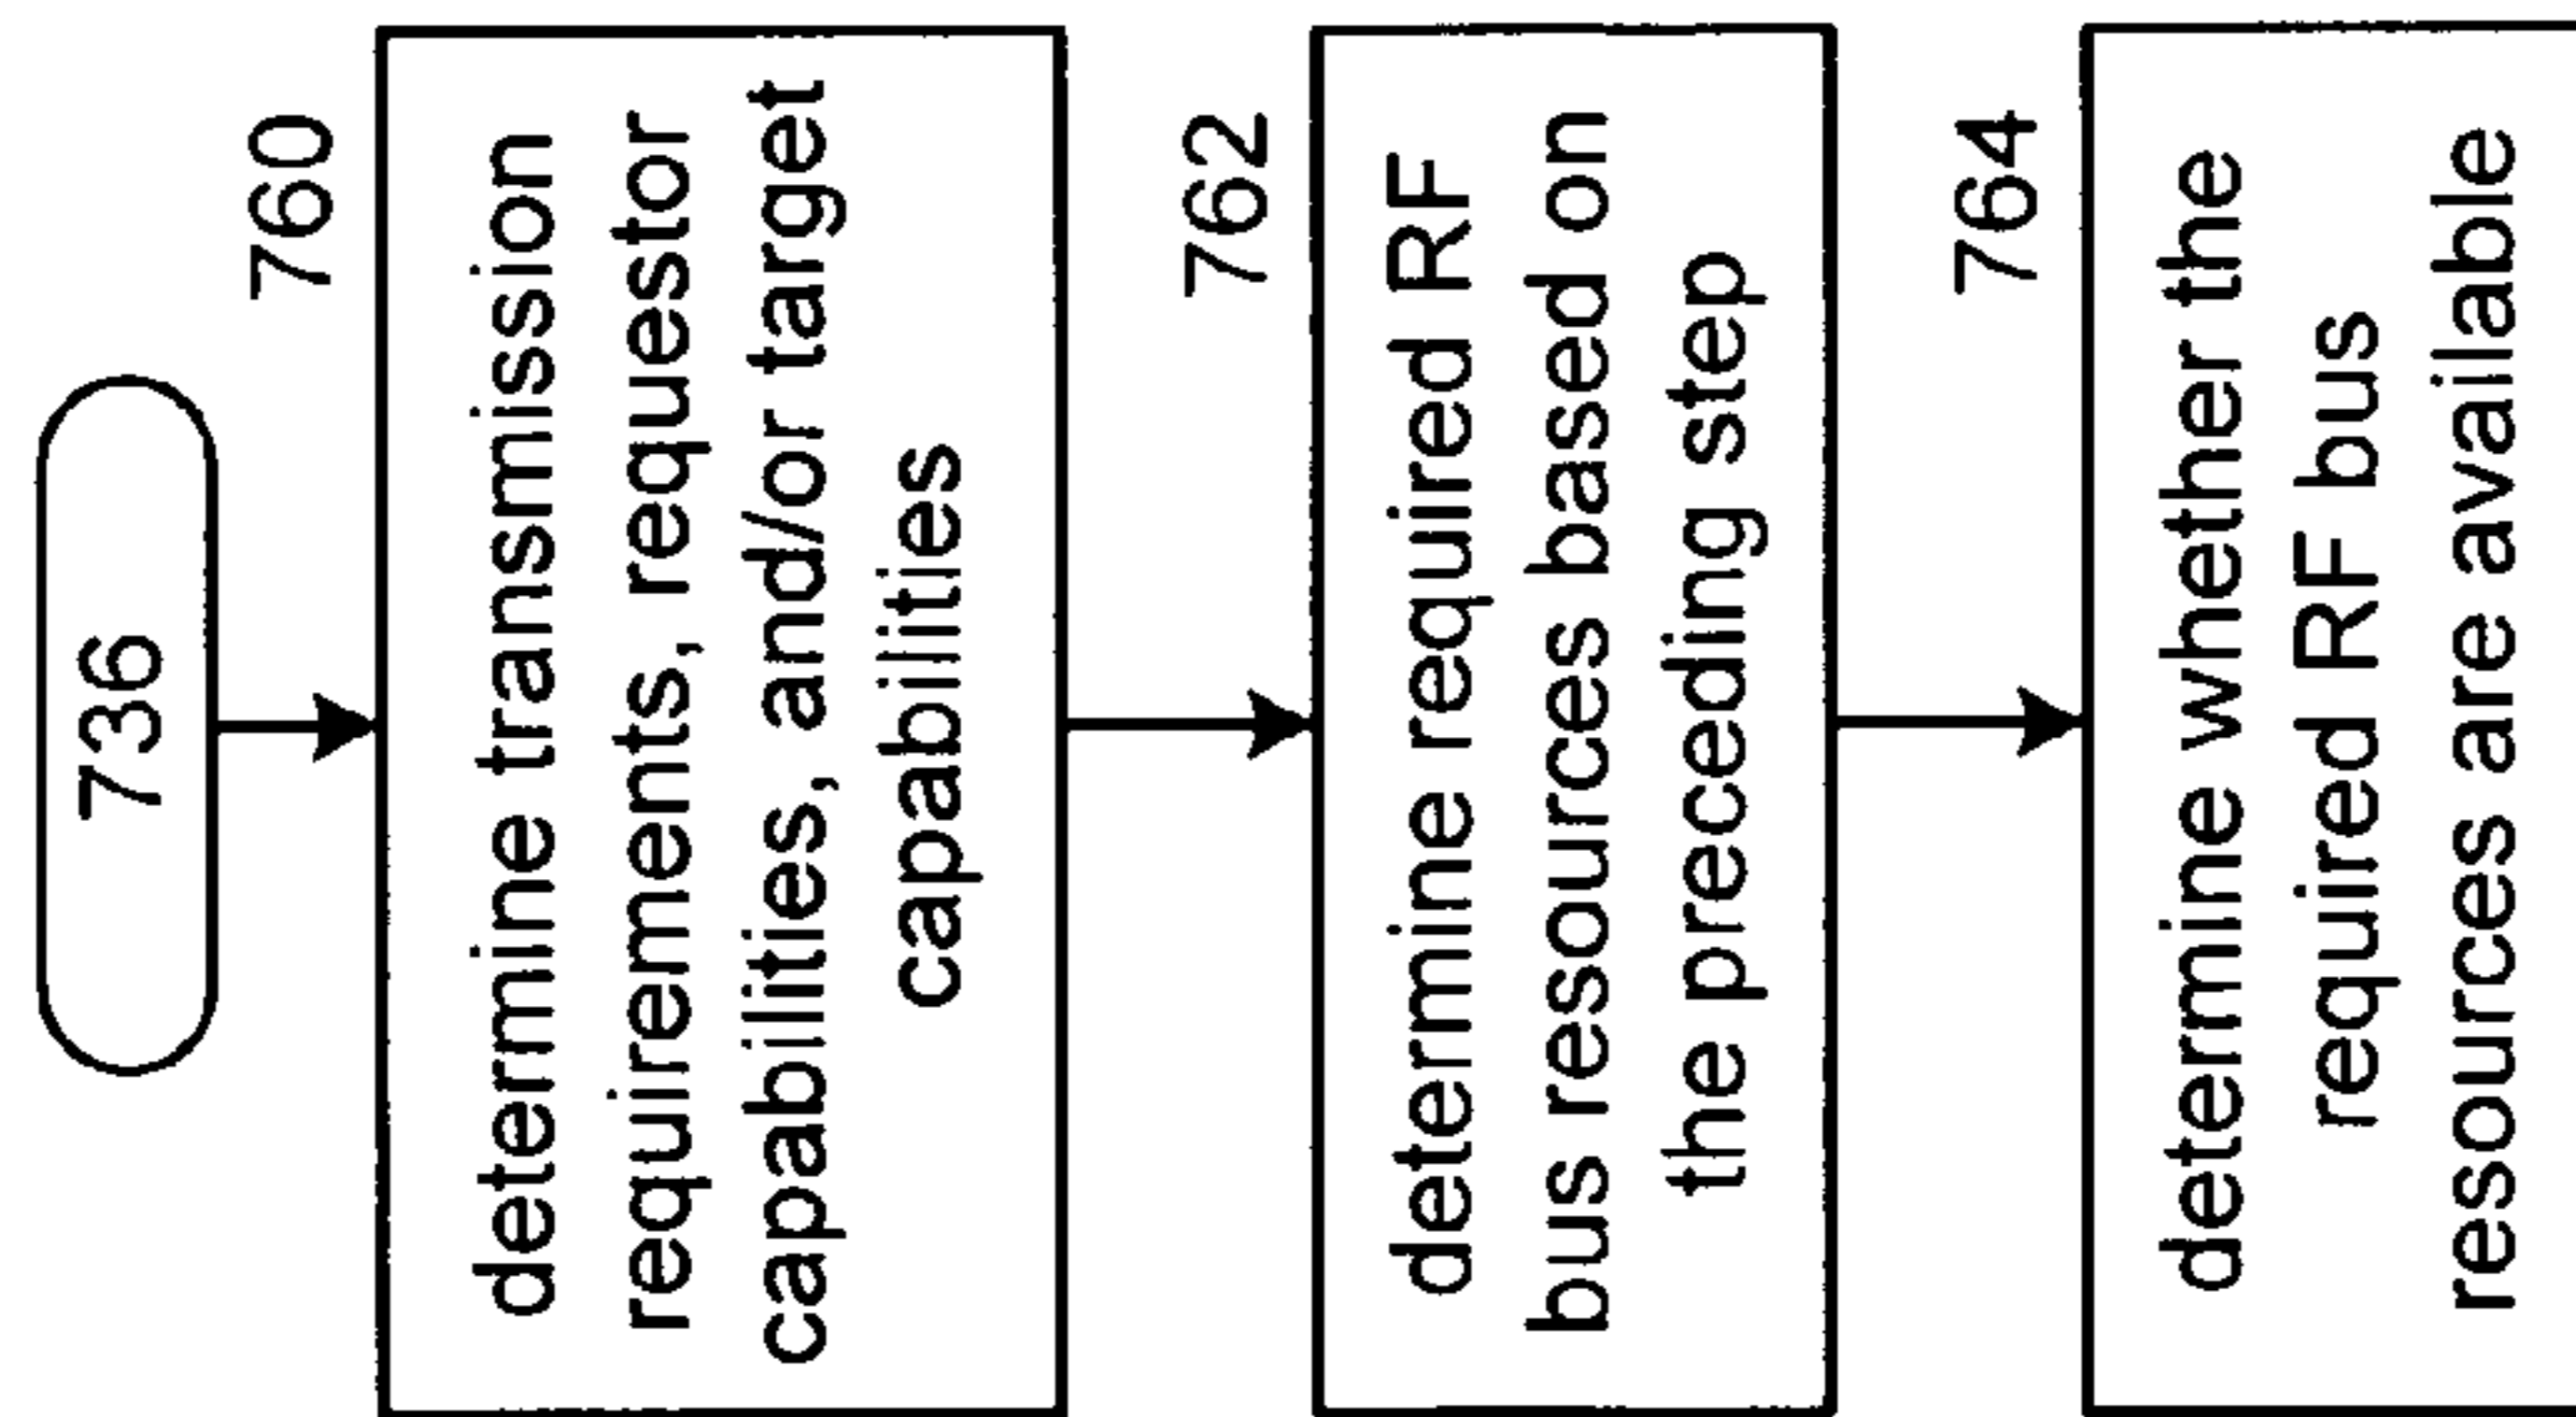 736
760
determine transmission
requirements, requestor
capabilities, and/or target
capabilities
762
determine required RF
bus resources based on
the preceding step
764
determine whether the
required RF bus
resources are available